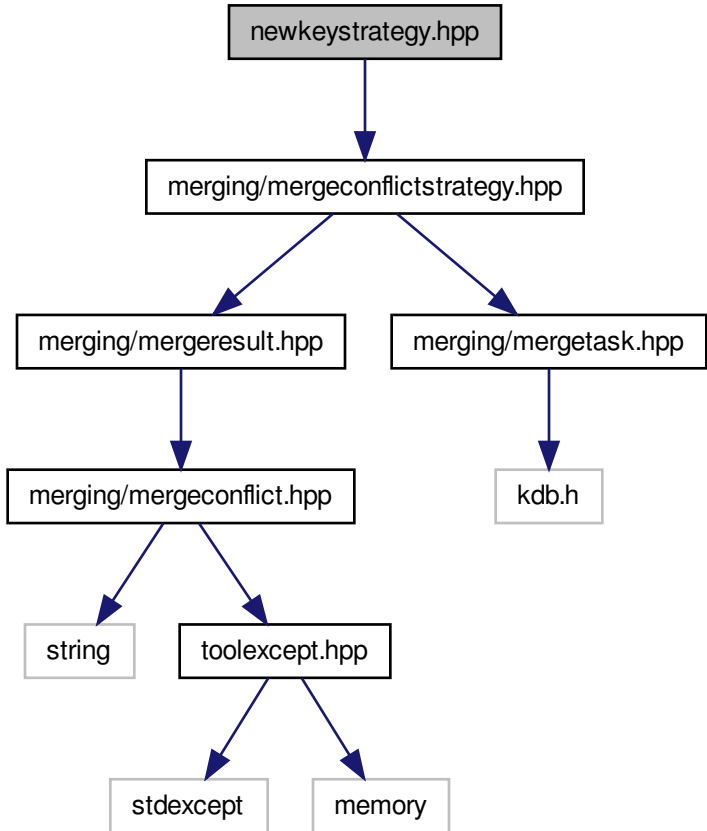 newkeystrategy.hpp
merging/mergeconflictstrategy.hpp
merging/mergeresult.hpp
merging/mergetask.hpp
merging/mergeconflict.hpp
kdb.h
string
toolexcept.hpp
stdexcept
memory